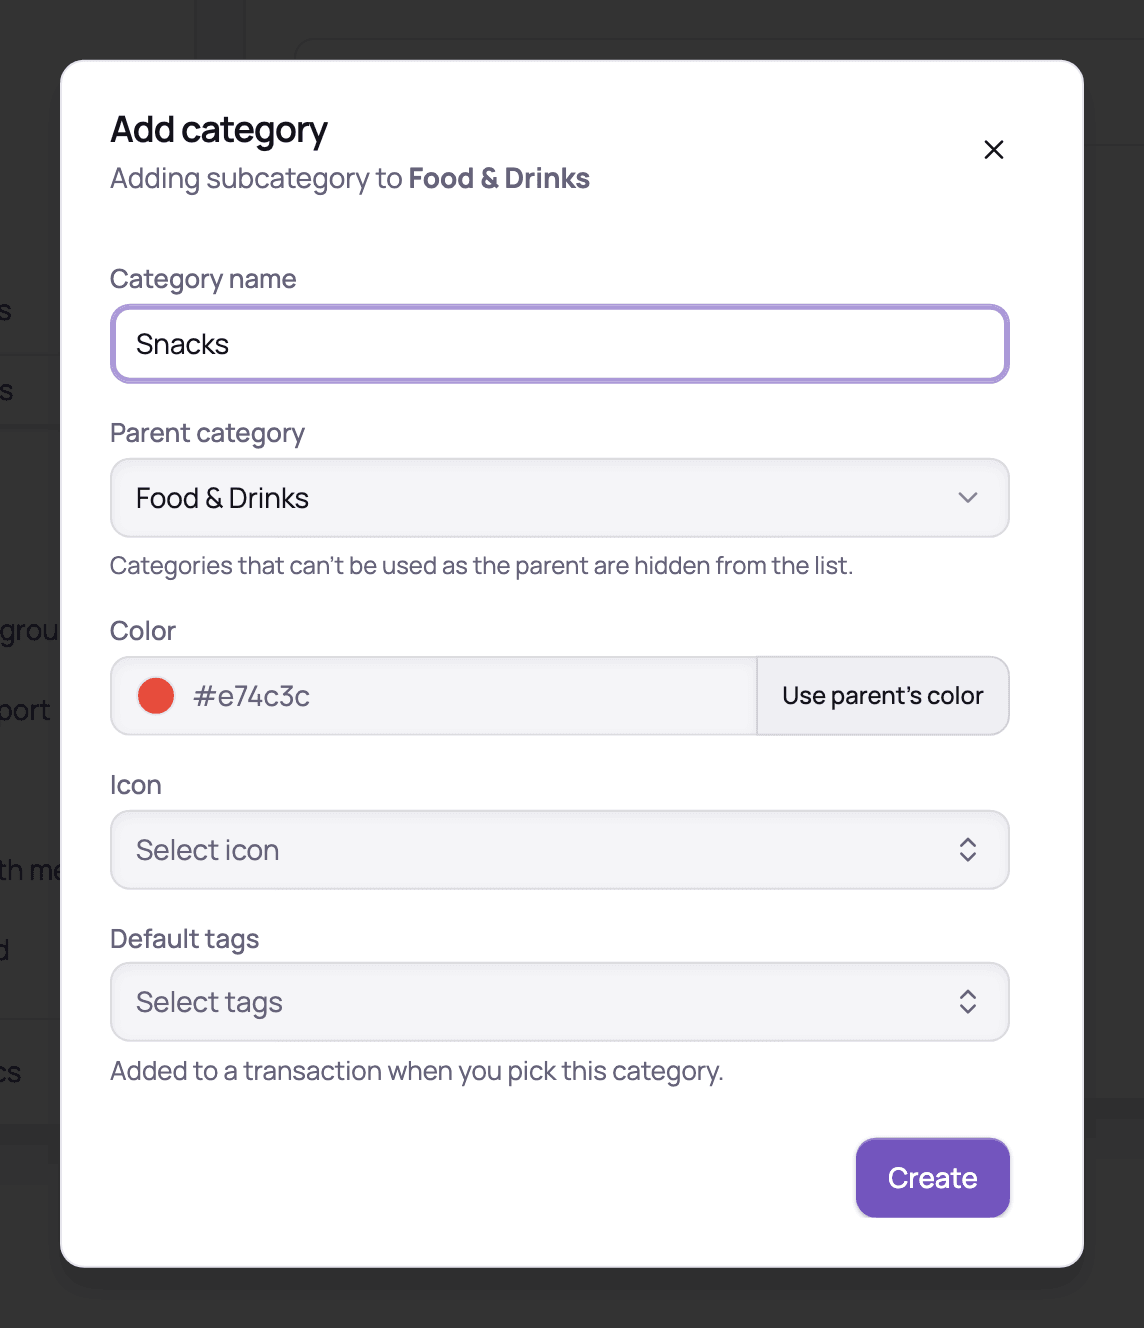 Add category
Adding subcategory to Food & Drinks
Category name
Snacks
Parent category
Food & Drinks
Categories that can't be used as the parent are hidden from the list.
Color
#e74c3c
Use parent's color
Icon
Select icon
Default tags
Select tags
Added to a transaction when you pick this category.
Create